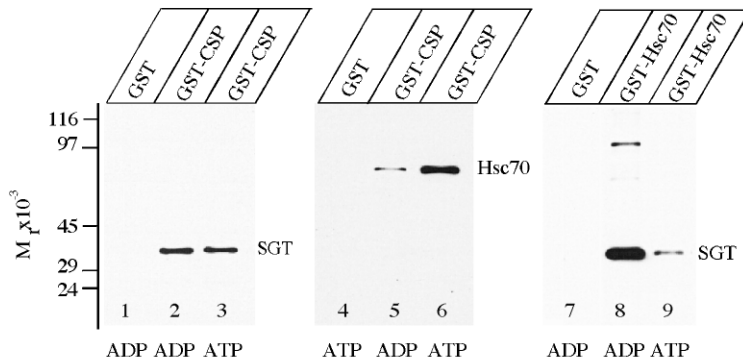 GST GST-CSP GST-CSP GST GST-CSP GST-CSP GST GST-Hsc70 GST-Hsc70
116
97
45
29
24
M r x10-3
SGT
Hsc70
SGT
1 2 3 4 5 6 7 8 9
ADP ADP ATP ATP ADP ATP ADP ADP ATP